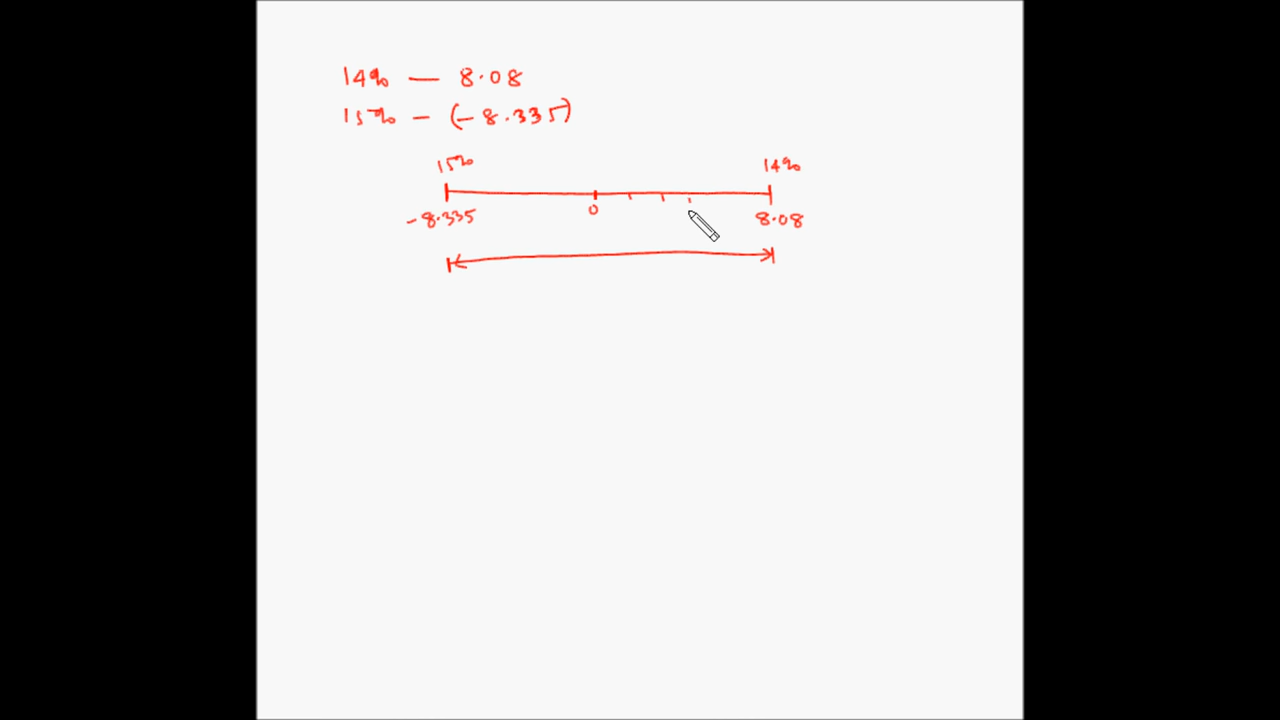 14% — 8.08
15% – (-8.335)
15% 14%
-8.335 0 8.08